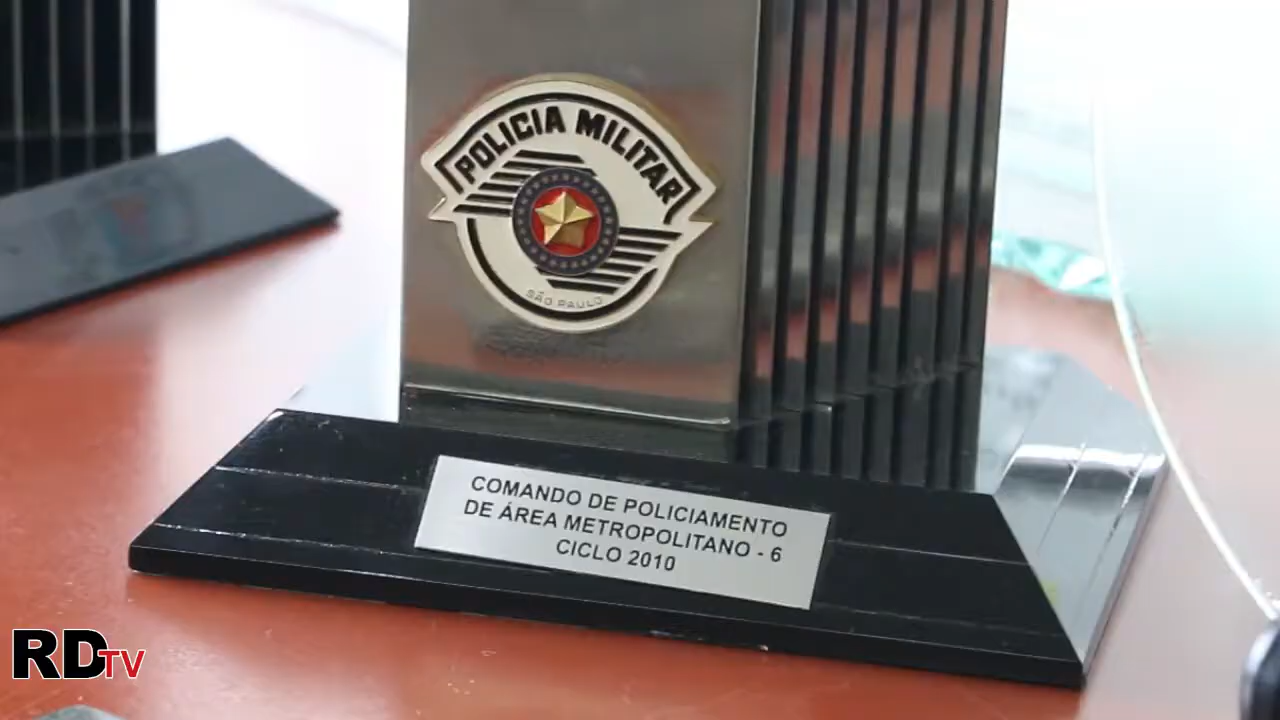 POLICIA MILITAR
SÃO PAULO
COMANDO DE POLICIAMENTO
DE ÁREA METROPOLITANO - 6
CICLO 2010
RDTV